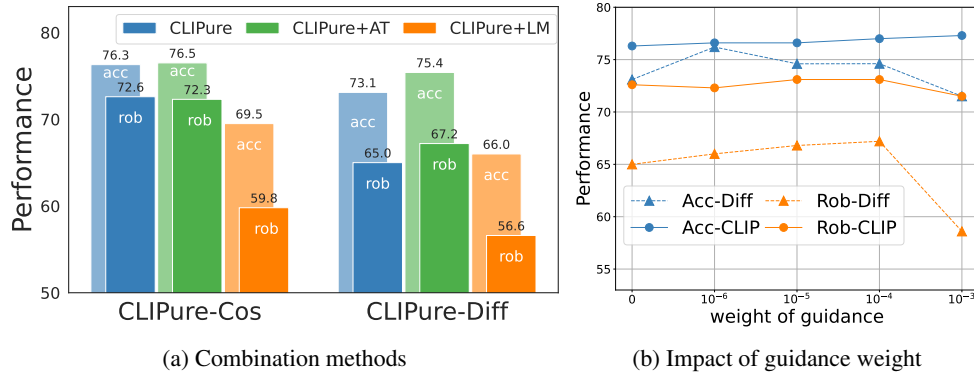 80
75
70
65
60
55
50
Performance
CLIPure
CLIPure+AT
CLIPure+LM
76.3
acc
72.6
rob
76.5
acc
72.3
rob
69.5
acc
59.8
rob
73.1
acc
65.0
rob
75.4
acc
67.2
rob
66.0
acc
56.6
rob
CLIPure-Cos
CLIPure-Diff
(a) Combination methods
80
75
70
65
60
55
Performance
Acc-Diff
Rob-Diff
Acc-CLIP
Rob-CLIP
0
10⁻⁶
10⁻⁵
10⁻⁴
10⁻³
weight of guidance
(b) Impact of guidance weight